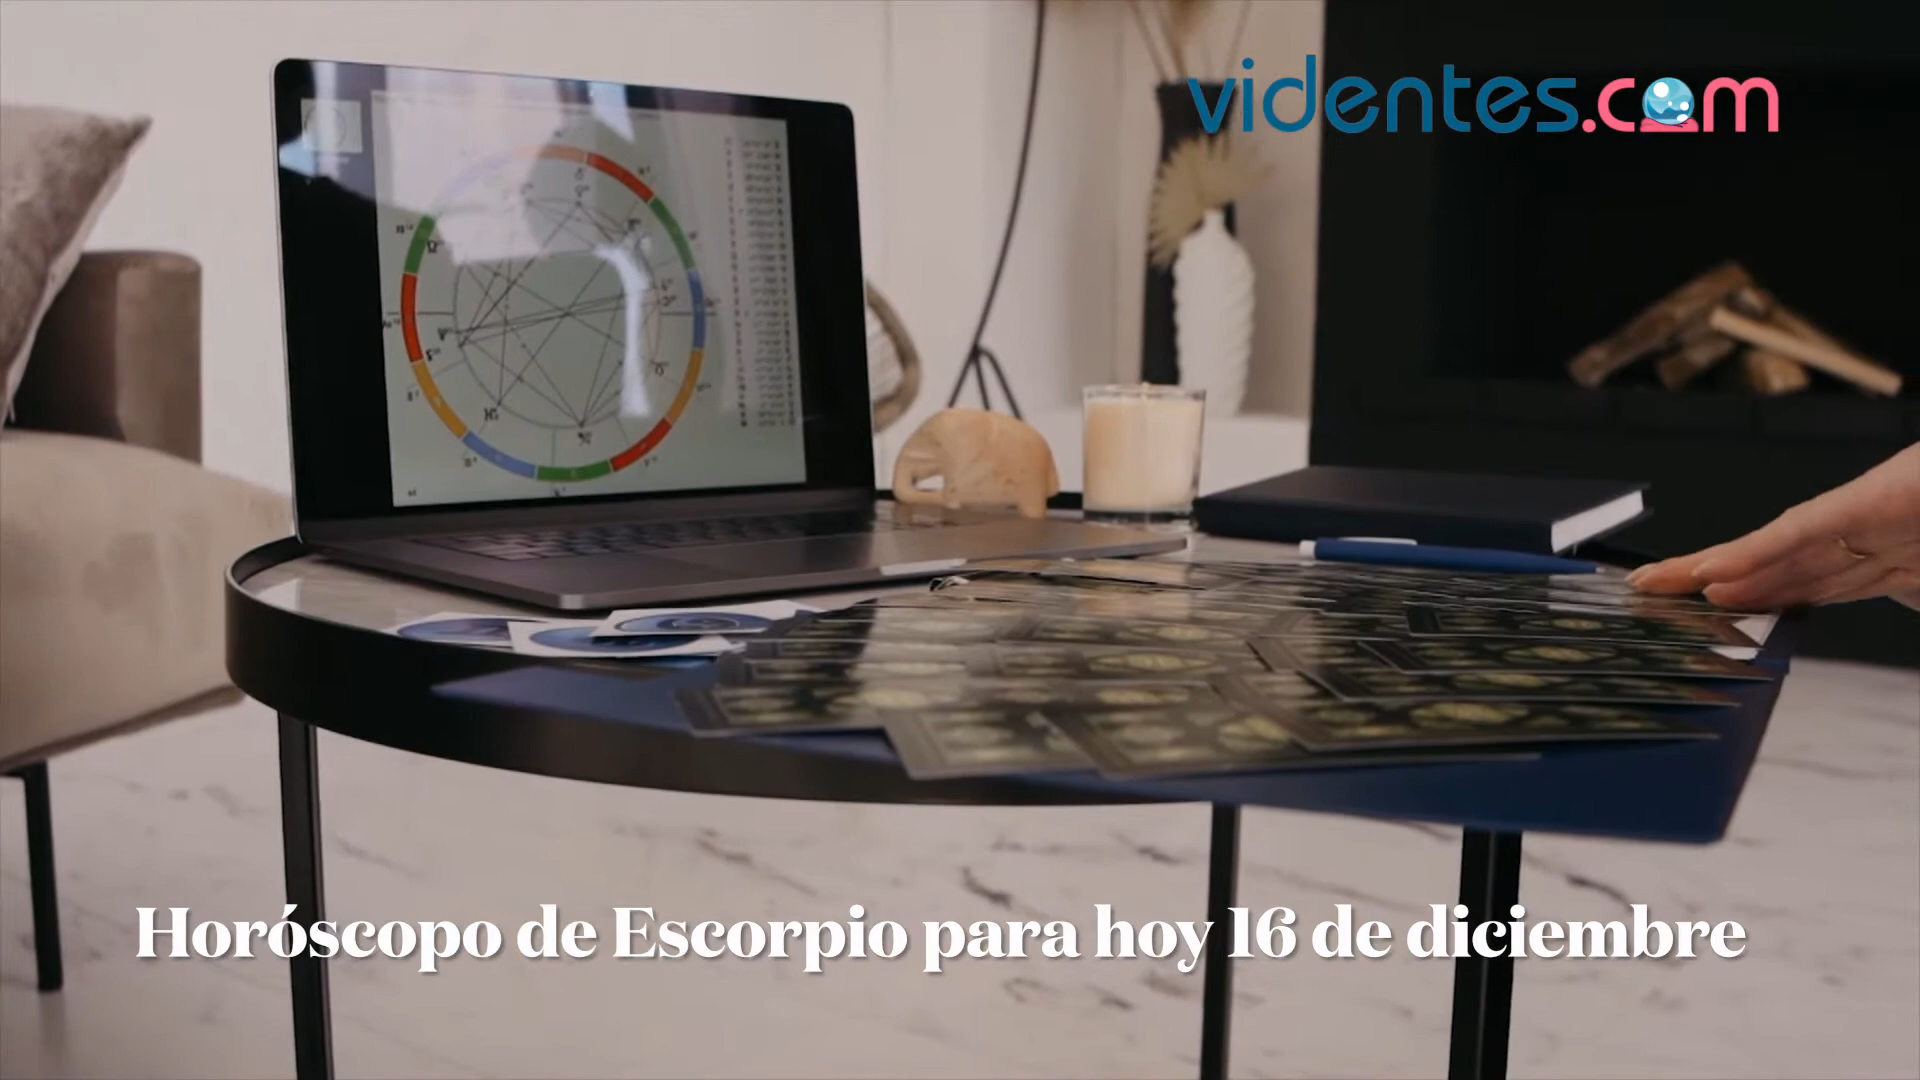 videntes.com
Horóscopo de Escorpio para hoy 16 de diciembre